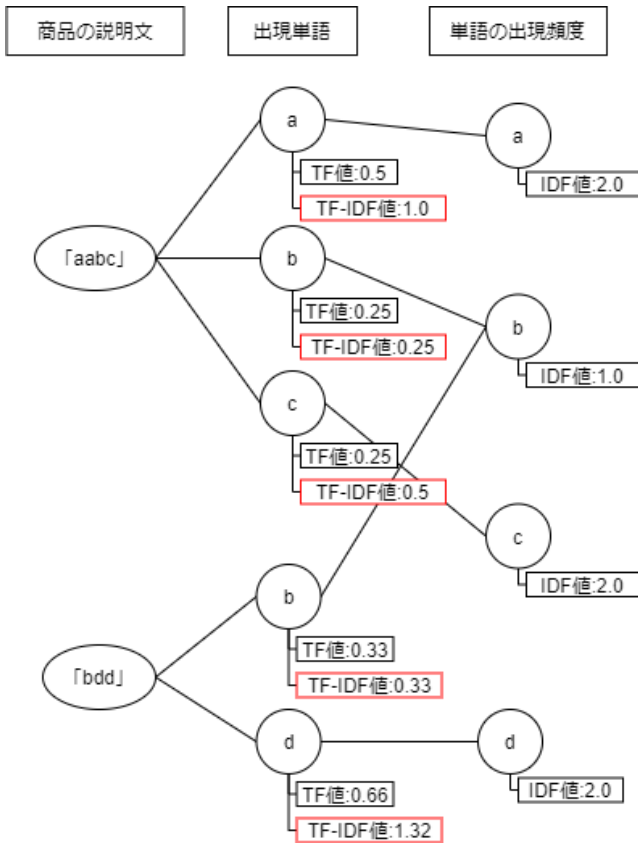 商品の説明文
出現単語
単語の出現頻度
a
a
TF値:0.5
IDF値:2.0
TF-IDF値:1.0
「aabc」
b
TF値:0.25
b
TF-IDF値:0.25
IDF値:1.0
c
TF値:0.25
TF-IDF値:0.5
c
IDF値:2.0
b
TF値:0.33
「bdd」
TF-IDF値:0.33
d
d
TF値:0.66
IDF値:2.0
TF-IDF値:1.32